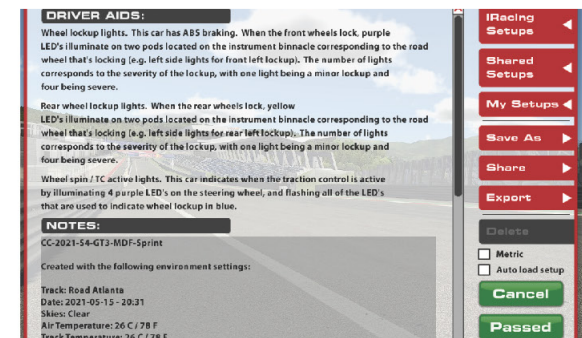 DRIVER AIDS:
Wheel lockup lights. This car has ABS braking. When the front wheels lock, purple
LED's illuminate on two pods located on the instrument binnacle corresponding to the road
wheel that's locking (e.g. left side lights for front left lockup). The number of lights
corresponds to the severity of the lockup, with one light being a minor lockup and
four being severe.
Rear wheel lockup lights. When the rear wheels lock, yellow
LED's illuminate on two pods located on the instrument binnacle corresponding to the road
wheel that's locking (e.g. left side lights for rear left lockup). The number of lights
corresponds to the severity of the lockup, with one light being a minor lockup and
four being severe.
Wheel spin / TC active lights. This car indicates when the traction control is active
by illuminating 4 purple LED's on the steering wheel, and flashing all of the LED's
that are used to indicate wheel lockup in blue.
NOTES:
CC-2021-S4-GT3-MDF-Sprint
Created with the following environment settings:
Track: Road Atlanta
Date: 2021-05-15 - 20:31
Skies: Clear
Air Temperature: 26 C / 78 F
Track Temperature: 26 C / 78 F
iRacing
Setups
Shared
Setups
My Setups
Save As
Share
Export
Delete
Metric
Auto load setup
Cancel
Passed